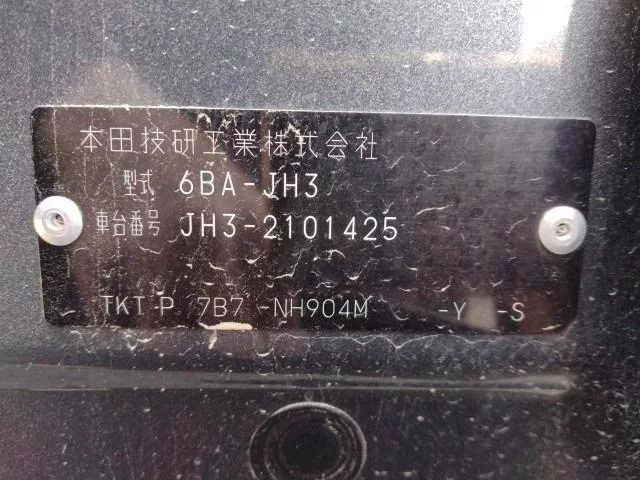 本田技研工業株式会社
型式 6BA-JH3
車台番号 JH3-2101425
TKT P 7B7 -NH904M -Y -S